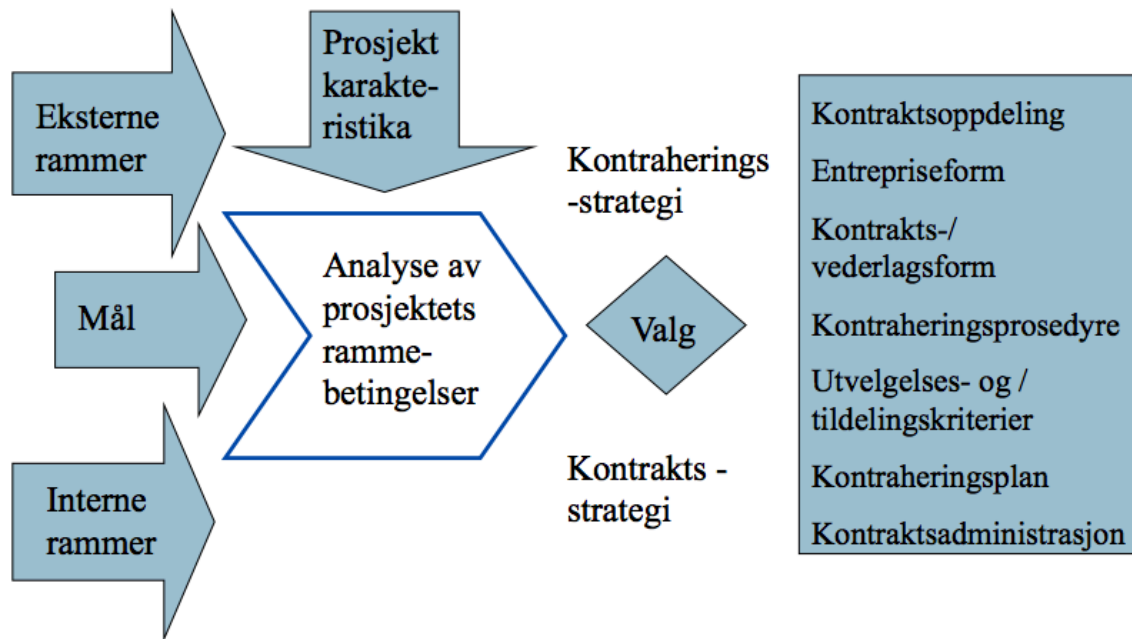 Prosjekt
karakte-
ristika
Eksterne
rammer
Mål
Interne
rammer
Analyse av
prosjektets
ramme-
betingelser
Kontraherings
-strategi
Valg
Kontrakts -
strategi
Kontraktsoppdeling
Entrepriseform
Kontrakts-/
vederlagsform
Kontraheringsprosedyre
Utvelgelses- og /
tildelingskriterier
Kontraheringsplan
Kontraktsadministrasjon